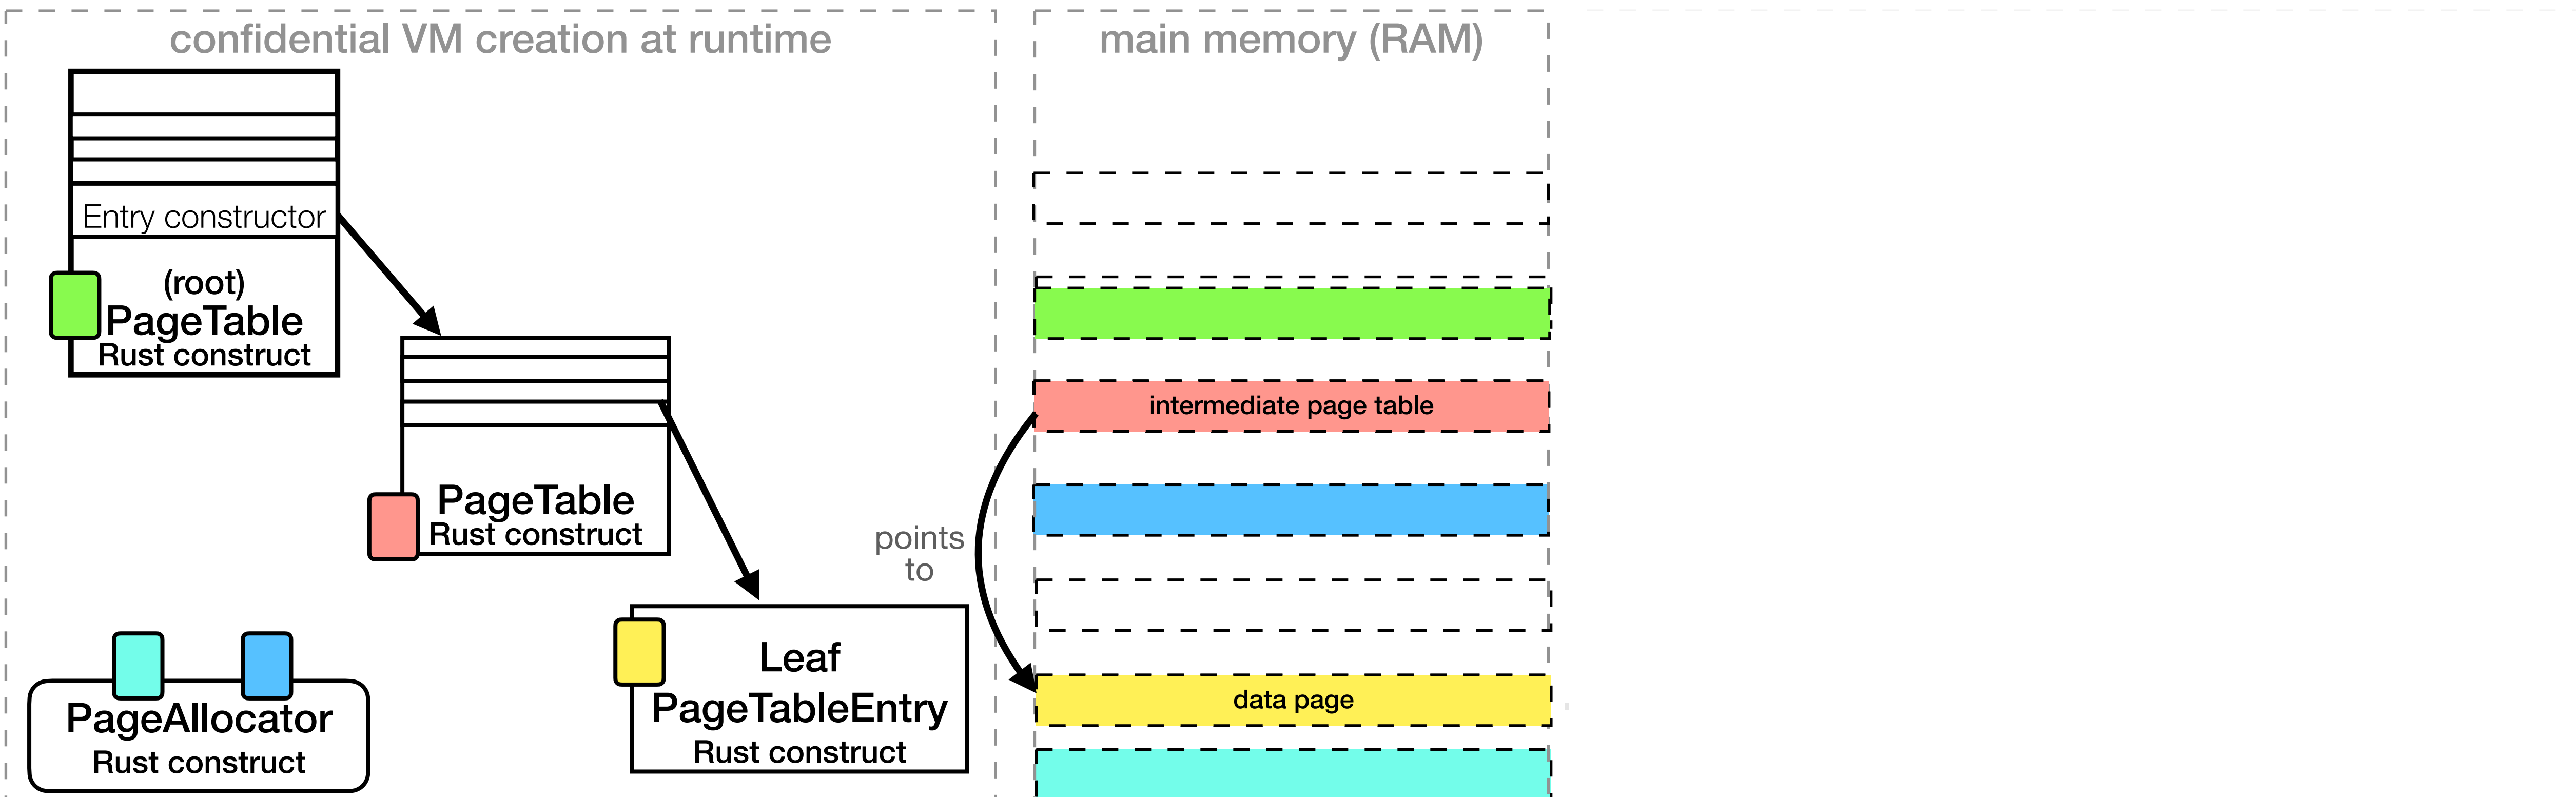 confidential VM creation at runtime
main memory (RAM)
Entry constructor
(root)
PageTable
Rust construct
PageTable
Rust construct
PageAllocator
Rust construct
Leaf
PageTableEntry
Rust construct
points
to
intermediate page table
data page